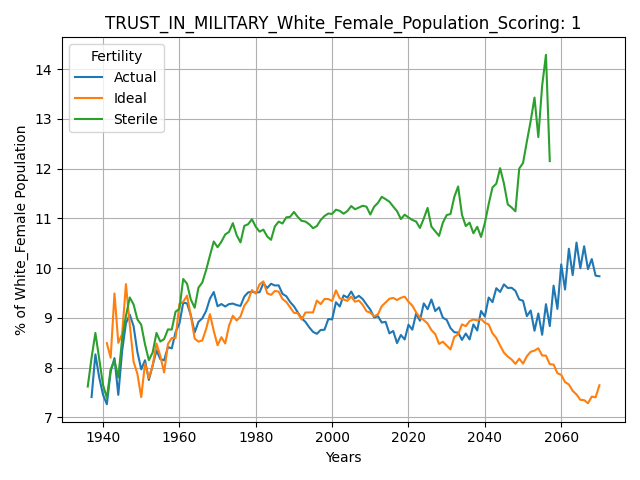 TRUST_IN_MILITARY_White_Female_Population_Scoring: 1
Fertility
Actual
Ideal
Sterile
% of White_Female Population
14
13
12
11
10
9
8
7
1940 1960 1980 2000 2020 2040 2060
Years